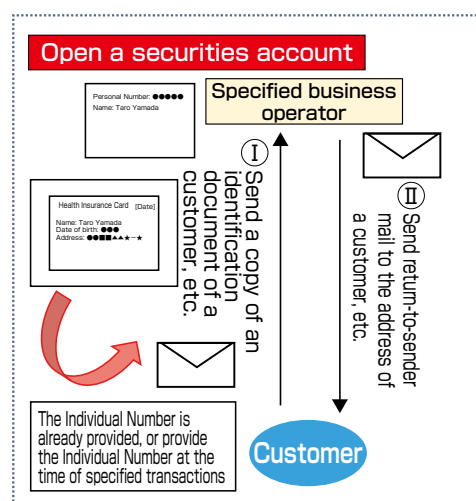 Open a securities account
Personal Number: ●●●●●
Name: Taro Yamada
Specified business
operator
Health Insurance Card [Date]
Name: Taro Yamada
Date of birth: ●●●
Address: ●●■■▲▲★−★
Ⅰ Send a copy of an
identification
document of a
customer, etc.
Ⅱ Send return-to-sender
mail to the address of
a customer, etc.
The Individual Number is
already provided, or provide
the Individual Number at the
time of specified transactions
Customer